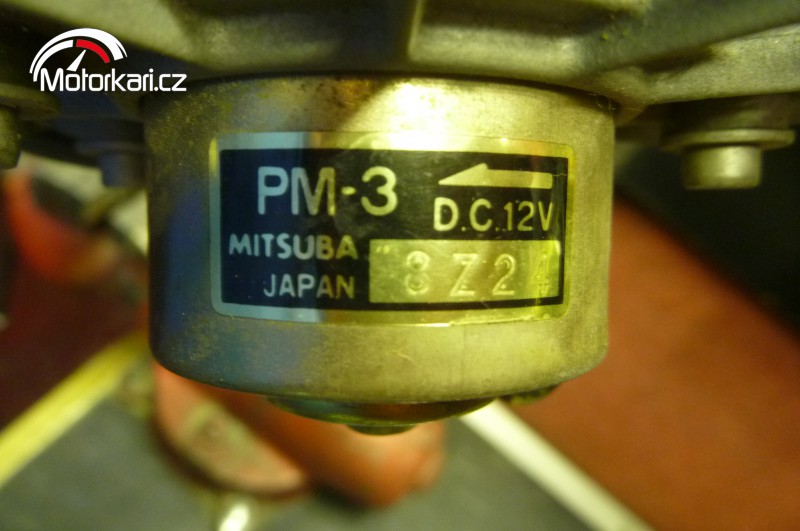 Motorkari.cz
PM-3
D.C.12V
MITSUBA
JAPAN
8Z24